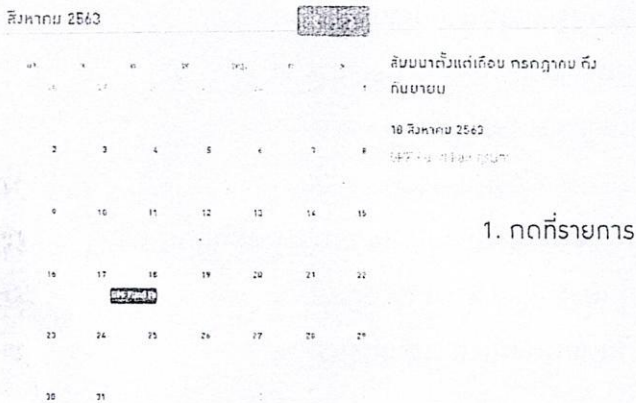 สิงหาคม 2563
1
2 3 4 5 6 7 8
9 10 11 12 13 14 15
16 17 18 19 20 21 22
23 24 25 26 27 28 29
30 31
สัมมนาตั้งแต่เดือน กรกฎาคม ถึง
กันยายน
18 สิงหาคม 2563
1. กดที่รายการ